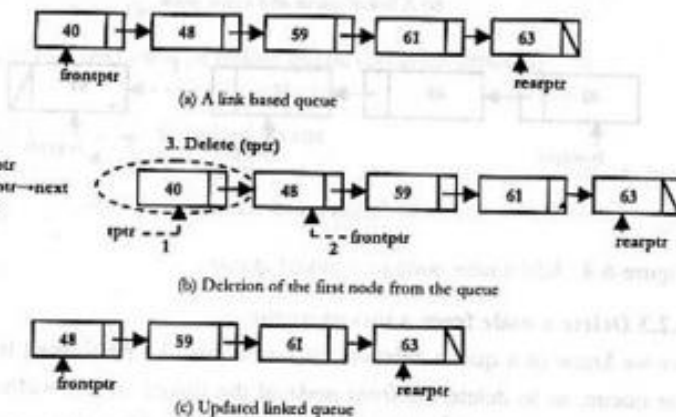 40 48 59 61 63
frontptr rearptr
(a) A link based queue
3. Delete (tptr)
ptr→next
40 48 59 61 63
tptr 1 2 frontptr rearptr
(b) Deletion of the first node from the queue
48 59 61 63
frontptr rearptr
(c) Updated linked queue